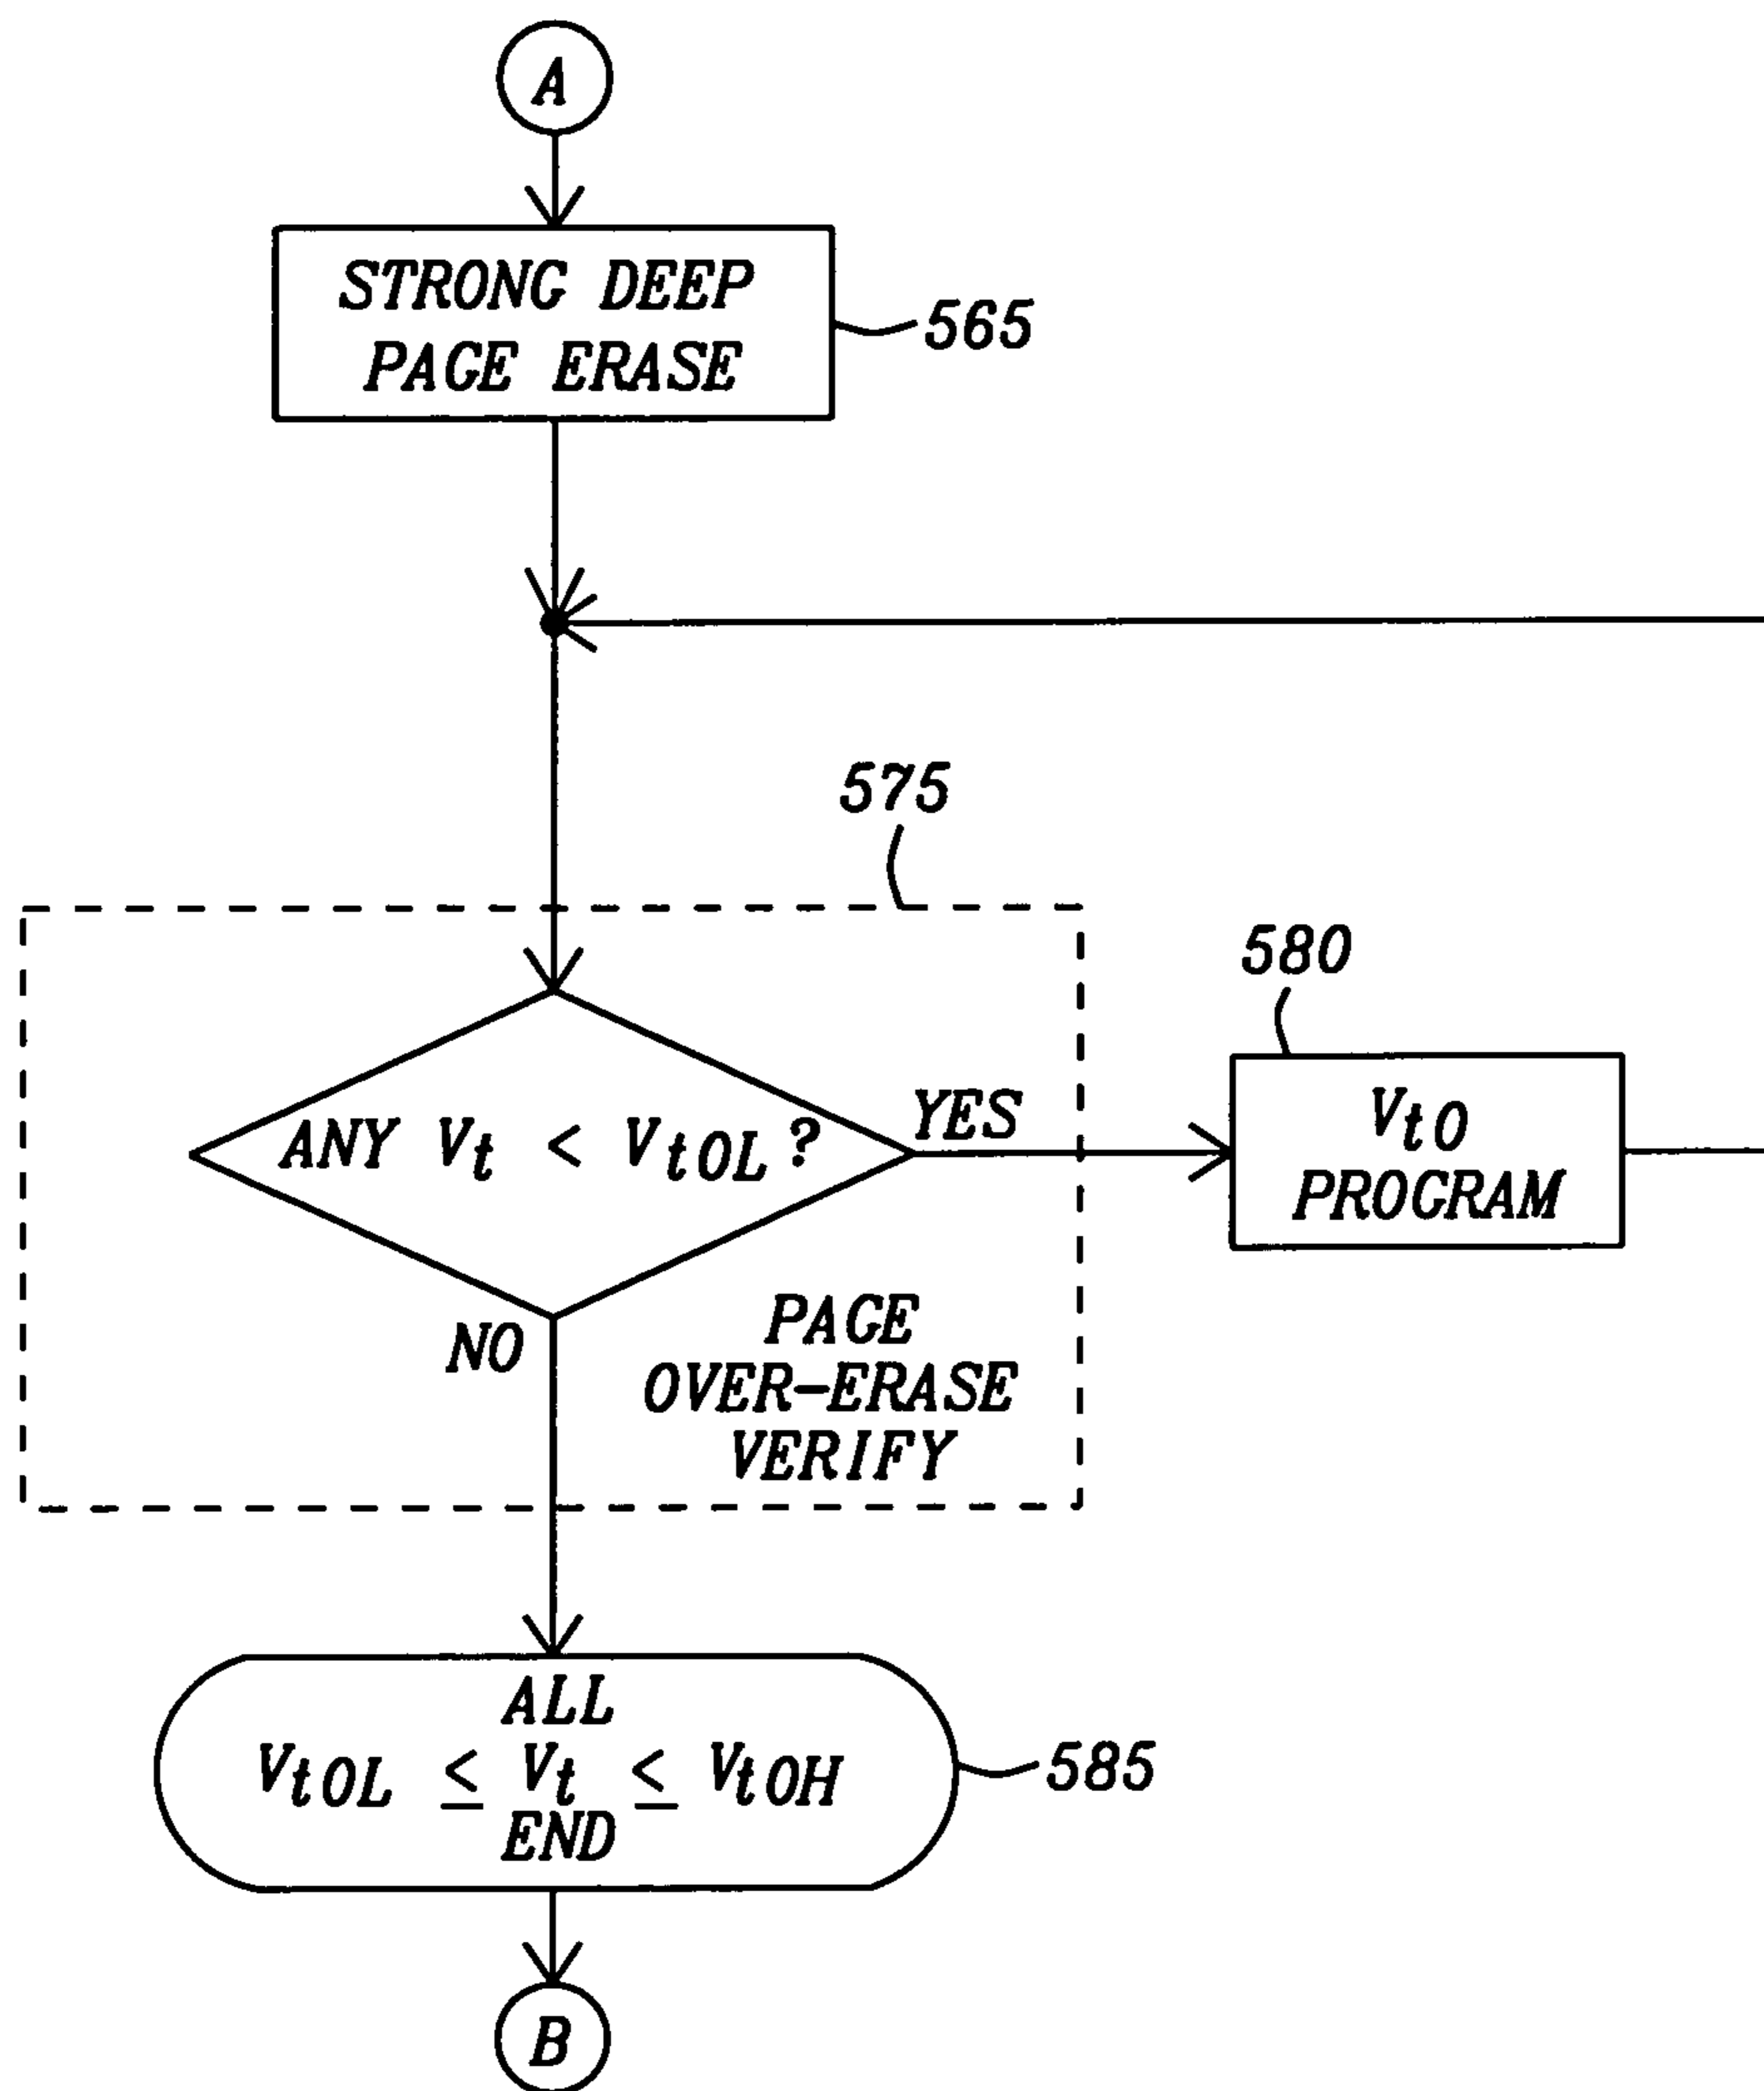 A
STRONG DEEP
PAGE ERASE
565
575
580
ANY Vt < Vt0L?
YES
Vt0
PROGRAM
NO
PAGE
OVER-ERASE
VERIFY
ALL
Vt0L ≤ Vt ≤ Vt0H
END
585
B